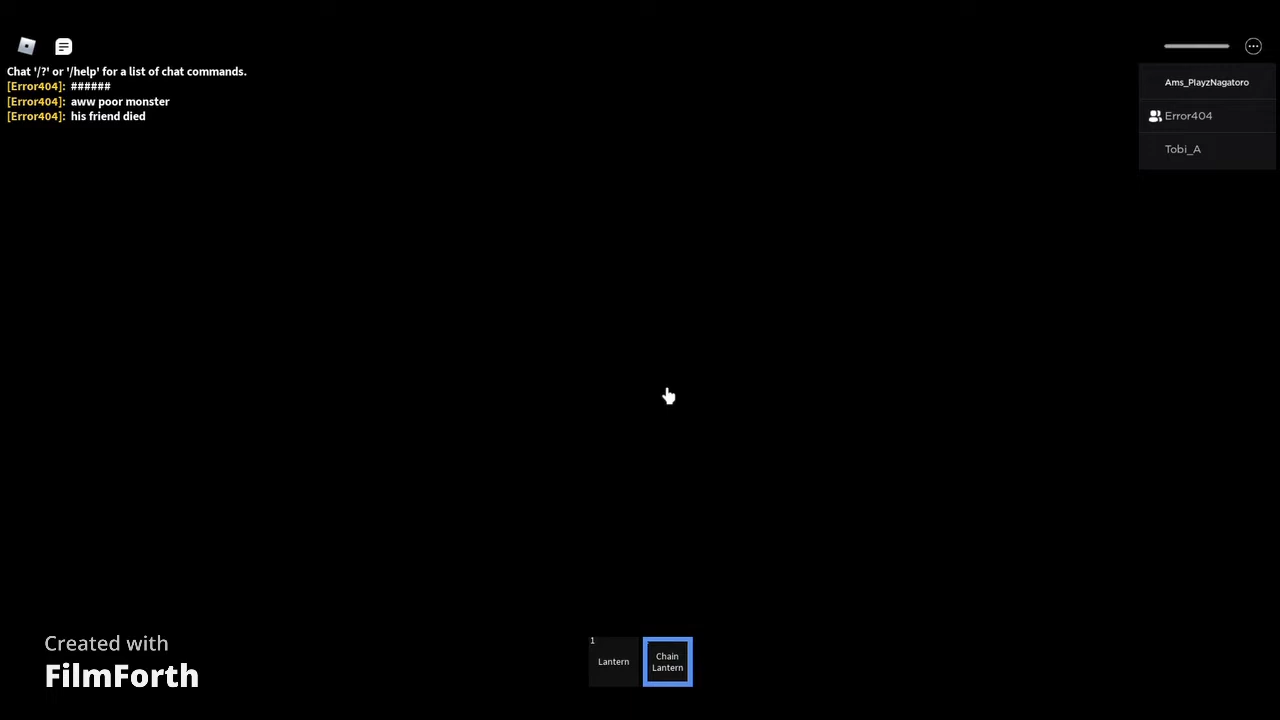 Chat '/?' or '/help' for a list of chat commands.
[Error404]: ######
[Error404]: aww poor monster
[Error404]: his friend died
Ams_PlayzNagatoro
Error404
Tobi_A
1
Lantern
Chain
Lantern
Created with
FilmForth